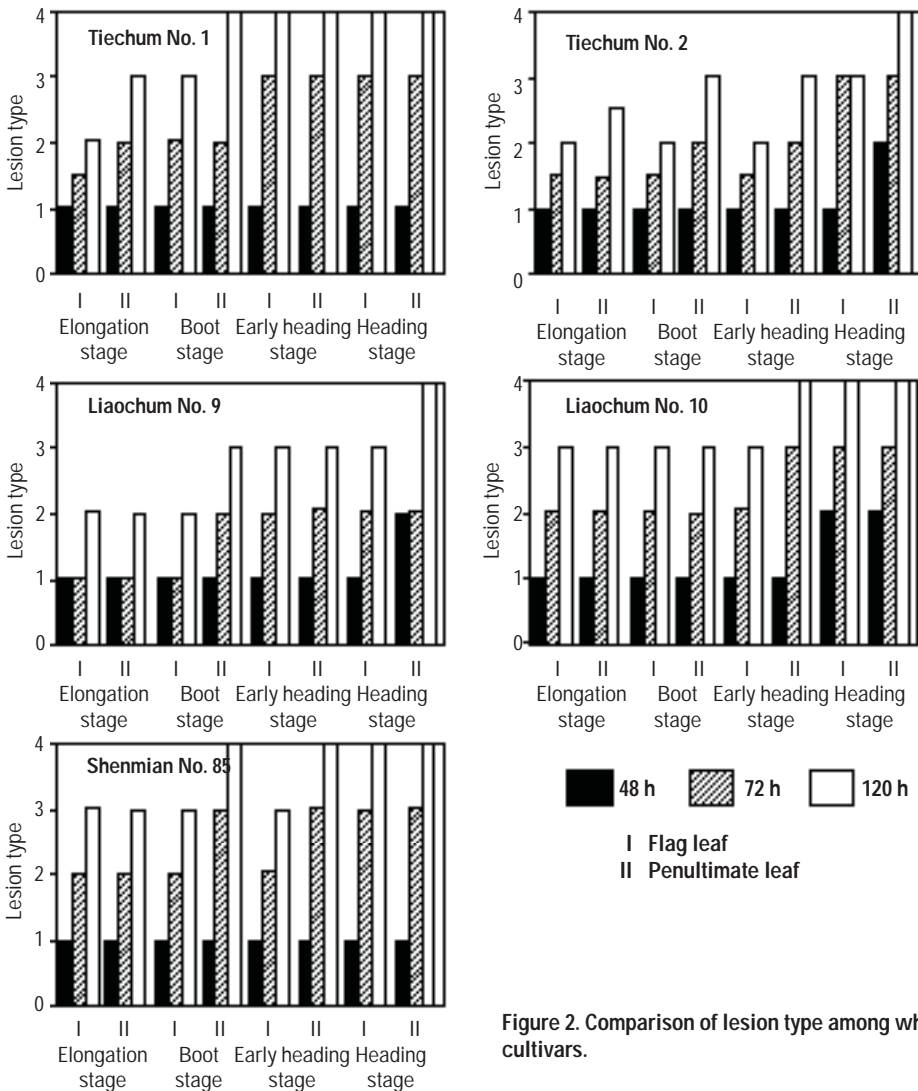 Tiechum No. 1
Lesion type
4
3
2
1
0
I II I II I II I II
Elongation Boot Early heading Heading
stage stage stage stage
Tiechum No. 2
Lesion type
4
3
2
1
0
I II I II I II I II
Elongation Boot Early heading Heading
stage stage stage stage
Liaochum No. 9
Lesion type
4
3
2
1
0
I II I II I II I II
Elongation Boot Early heading Heading
stage stage stage stage
Liaochum No. 10
Lesion type
4
3
2
1
0
I II I II I II I II
Elongation Boot Early heading Heading
stage stage stage stage
Shenmian No. 85
Lesion type
4
3
2
1
0
I II I II I II I II
Elongation Boot Early heading Heading
stage stage stage stage
48 h 72 h 120 h
I Flag leaf
II Penultimate leaf
Figure 2. Comparison of lesion type among wh
cultivars.